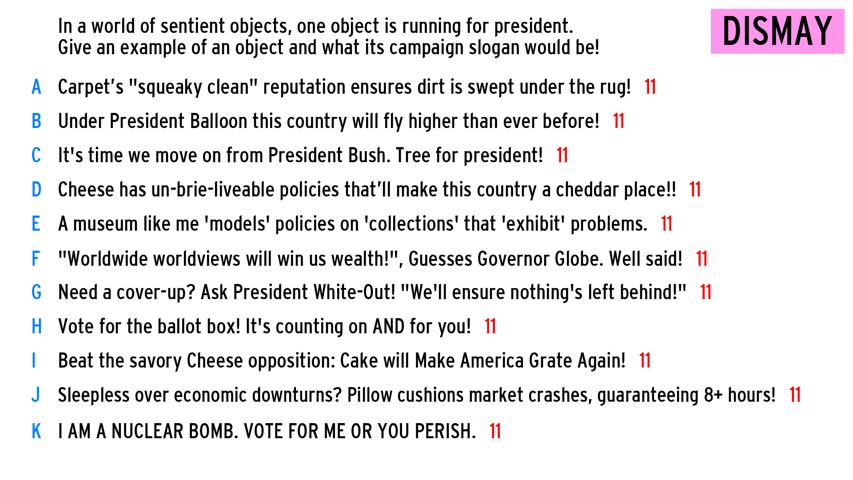 In a world of sentient objects, one object is running for president.
Give an example of an object and what its campaign slogan would be!
DISMAY
A Carpet's "squeaky clean" reputation ensures dirt is swept under the rug! 11
B Under President Balloon this country will fly higher than ever before! 11
C It's time we move on from President Bush. Tree for president! 11
D Cheese has un-brie-liveable policies that'll make this country a cheddar place!! 11
E A museum like me 'models' policies on 'collections' that 'exhibit' problems. 11
F "Worldwide worldviews will win us wealth!", Guesses Governor Globe. Well said! 11
G Need a cover-up? Ask President White-Out! "We'll ensure nothing's left behind!" 11
H Vote for the ballot box! It's counting on AND for you! 11
I Beat the savory Cheese opposition: Cake will Make America Grate Again! 11
J Sleepless over economic downturns? Pillow cushions market crashes, guaranteeing 8+ hours! 11
K I AM A NUCLEAR BOMB. VOTE FOR ME OR YOU PERISH. 11